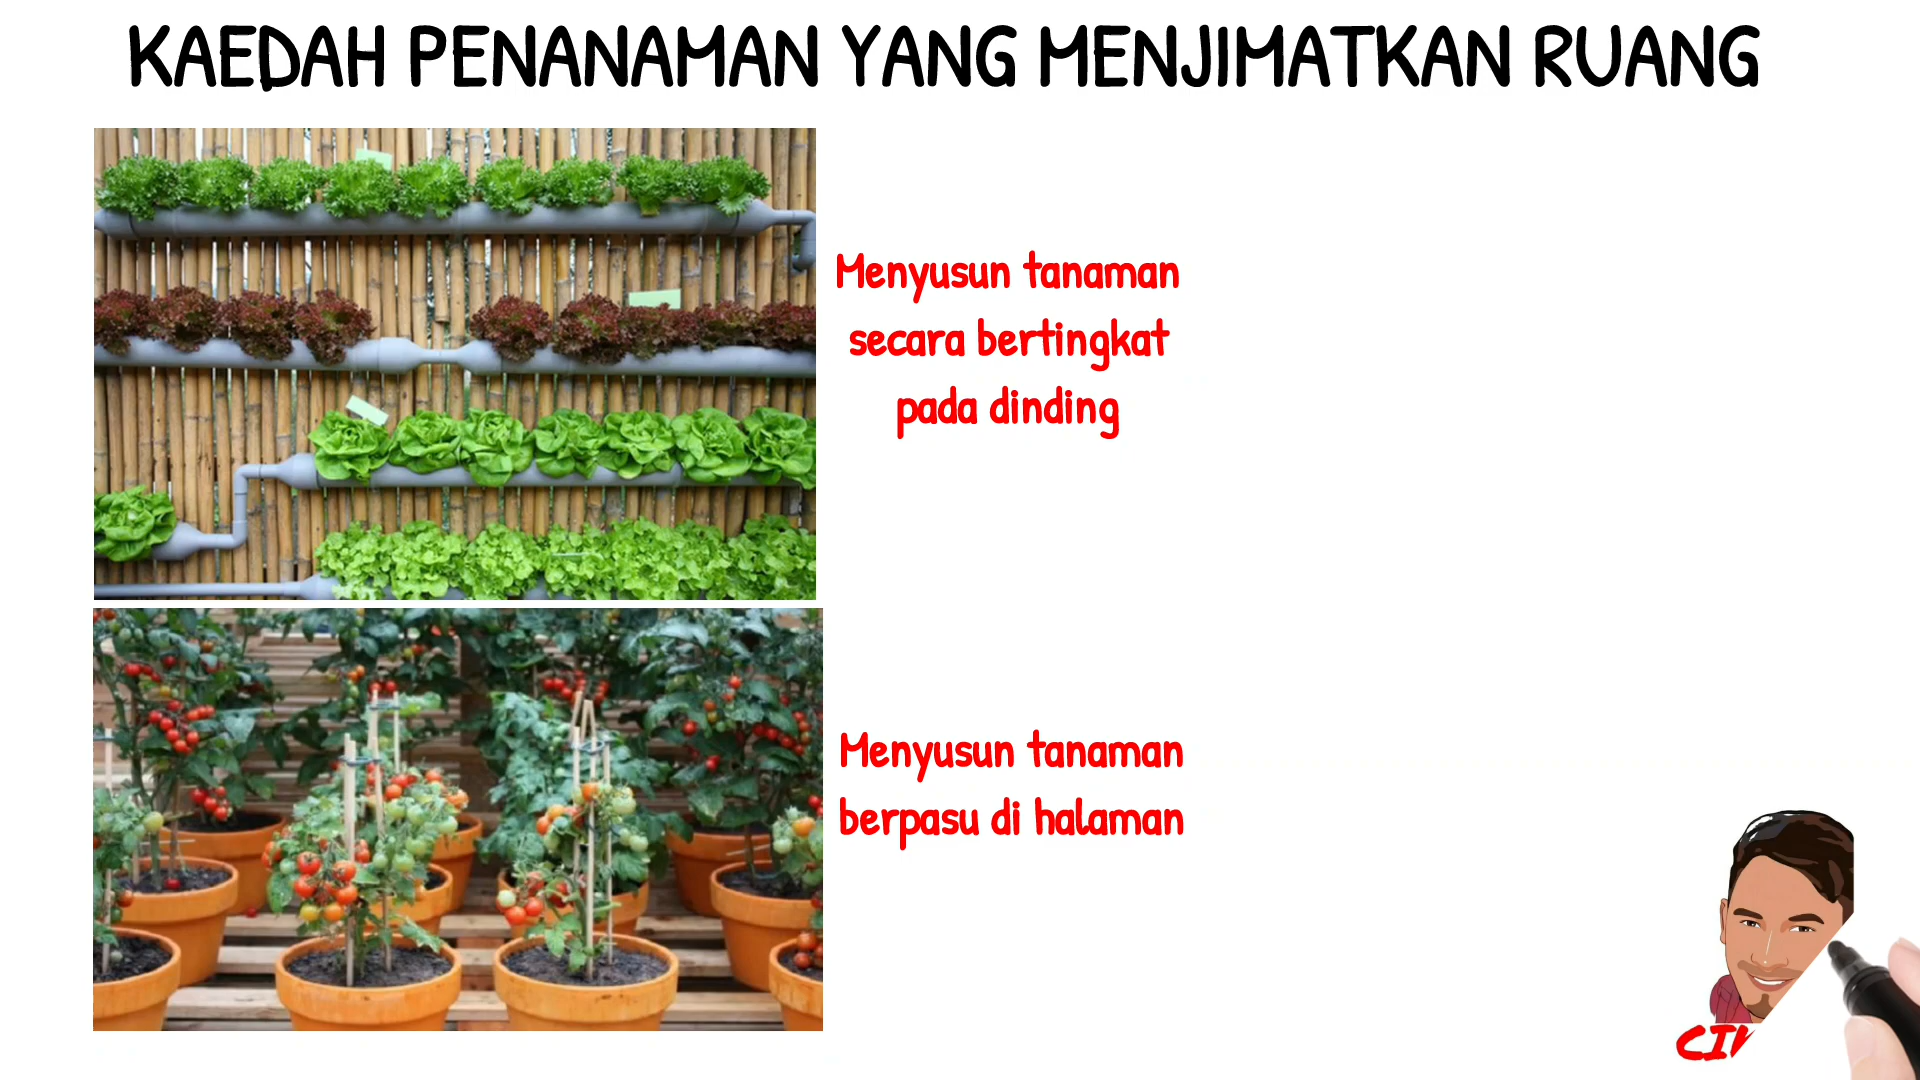 KAEDAH PENANAMAN YANG MENJIMATKAN RUANG
Menyusun tanaman
secara bertingkat
pada dinding
Menyusun tanaman
berpasu di halaman